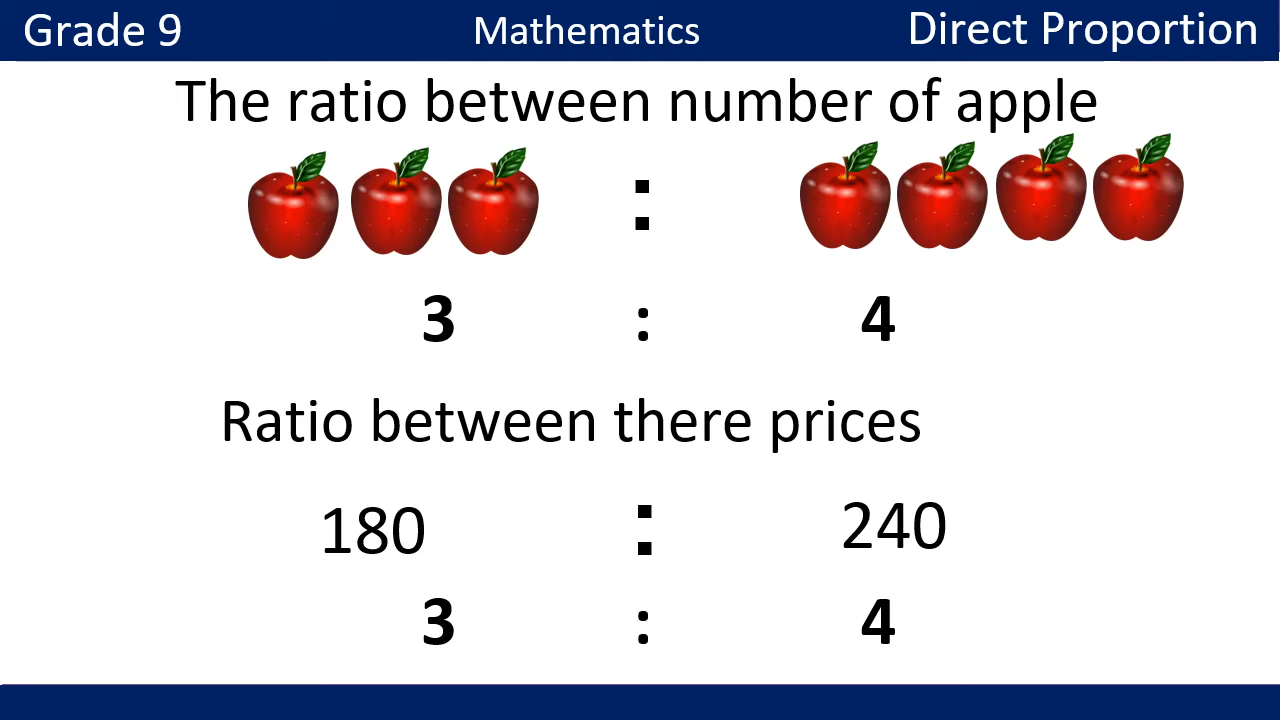 Grade 9 Mathematics Direct Proportion
The ratio between number of apple
:
3 : 4
Ratio between there prices
180 : 240
3 : 4